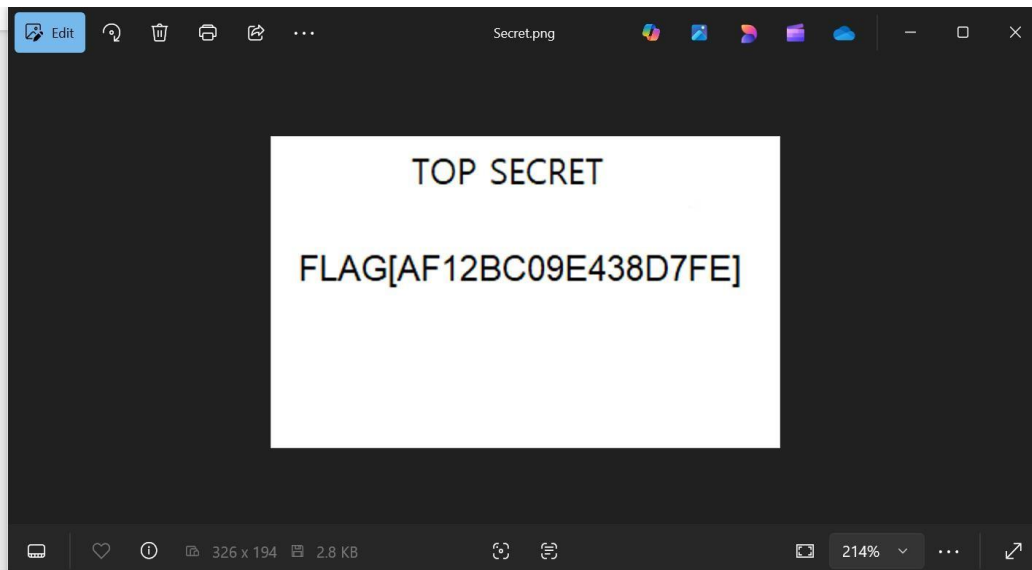 Edit
Secret.png
TOP SECRET
FLAG[AF12BC09E438D7FE]
326 x 194 2.8 KB
214%